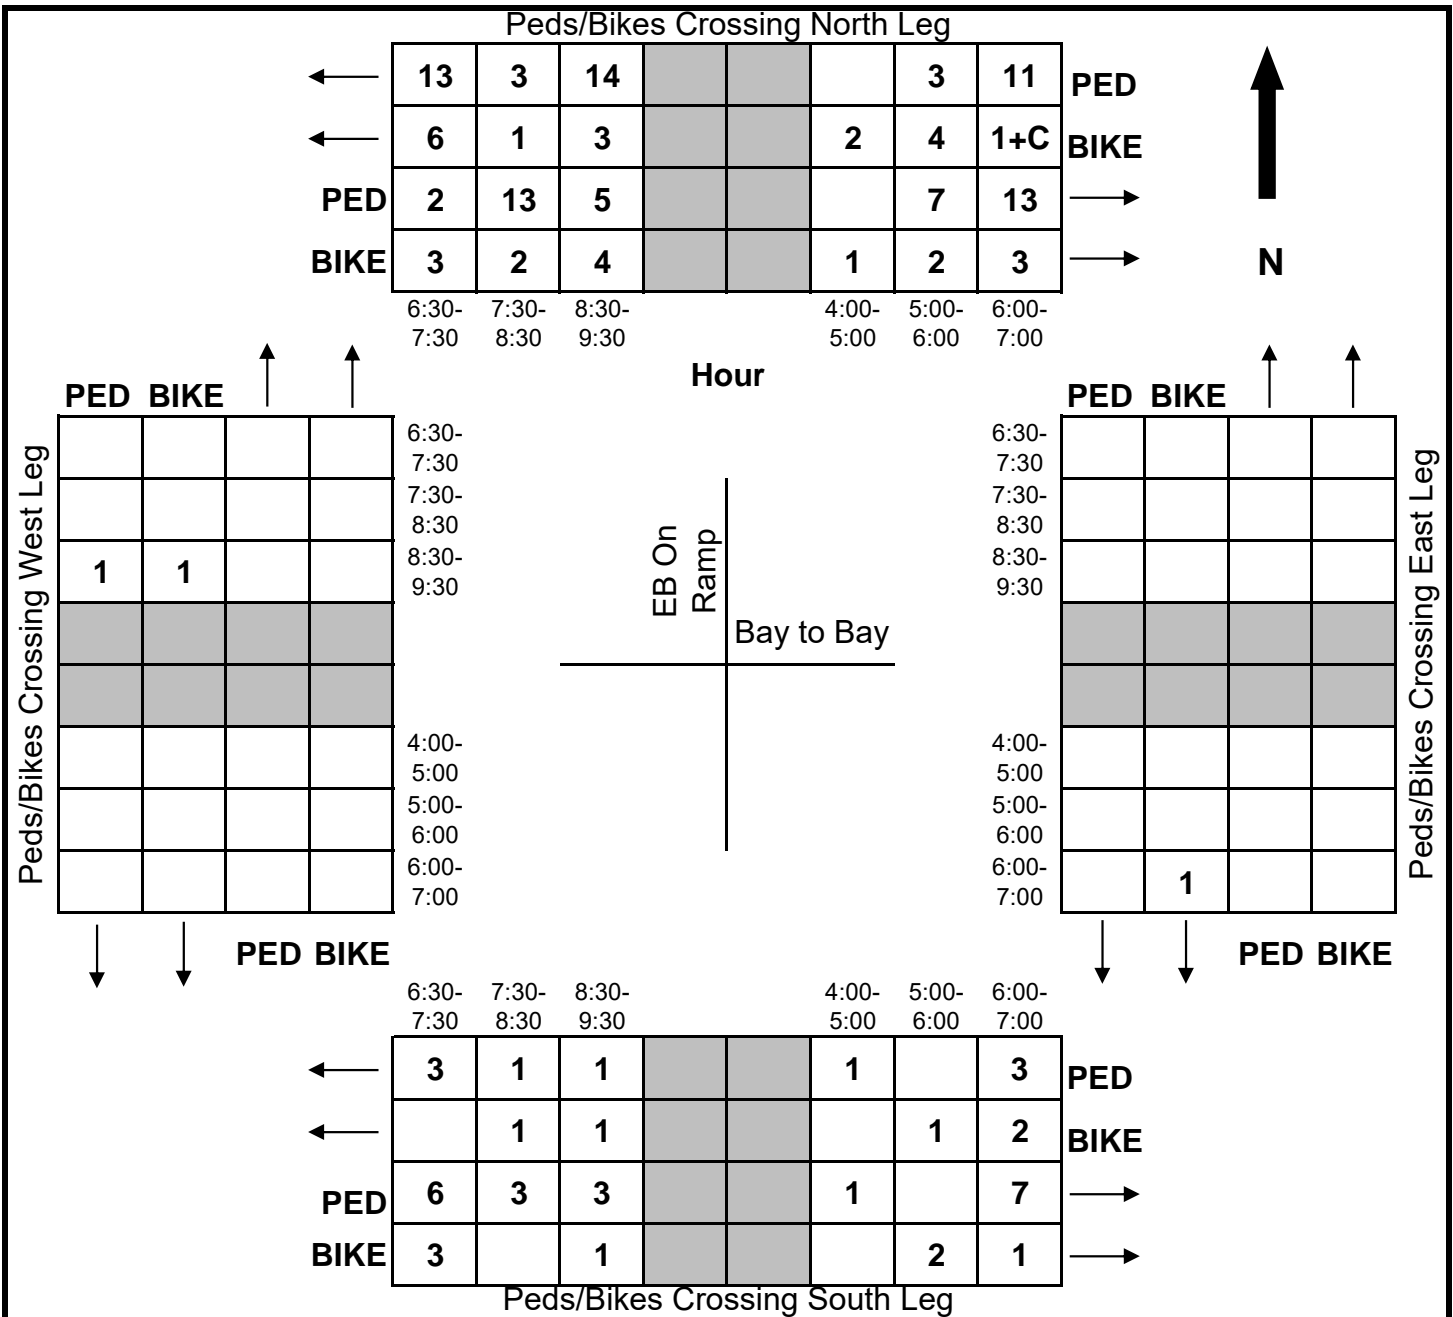 Peds/Bikes Crossing North Leg
13 3 14 3 11 PED
6 1 3 2 4 1+C BIKE
PED 2 13 5 7 13
BIKE 3 2 4 1 2 3
N
6:30- 7:30- 8:30- 4:00- 5:00- 6:00-
7:30 8:30 9:30 5:00 6:00 7:00
Hour
PED BIKE
Peds/Bikes Crossing West Leg
6:30-
7:30
7:30-
8:30
1 1 8:30-
9:30
4:00-
5:00
5:00-
6:00
6:00-
7:00
PED BIKE
EB On
Ramp
Bay to Bay
PED BIKE
6:30-
7:30
7:30-
8:30
8:30-
9:30
4:00-
5:00
5:00-
6:00
6:00-
7:00 1
PED BIKE
Peds/Bikes Crossing East Leg
6:30- 7:30- 8:30- 4:00- 5:00- 6:00-
7:30 8:30 9:30 5:00 6:00 7:00
3 1 1 1 3 PED
1 1 1 2 BIKE
PED 6 3 3 1 7
BIKE 3 1 2 1
Peds/Bikes Crossing South Leg